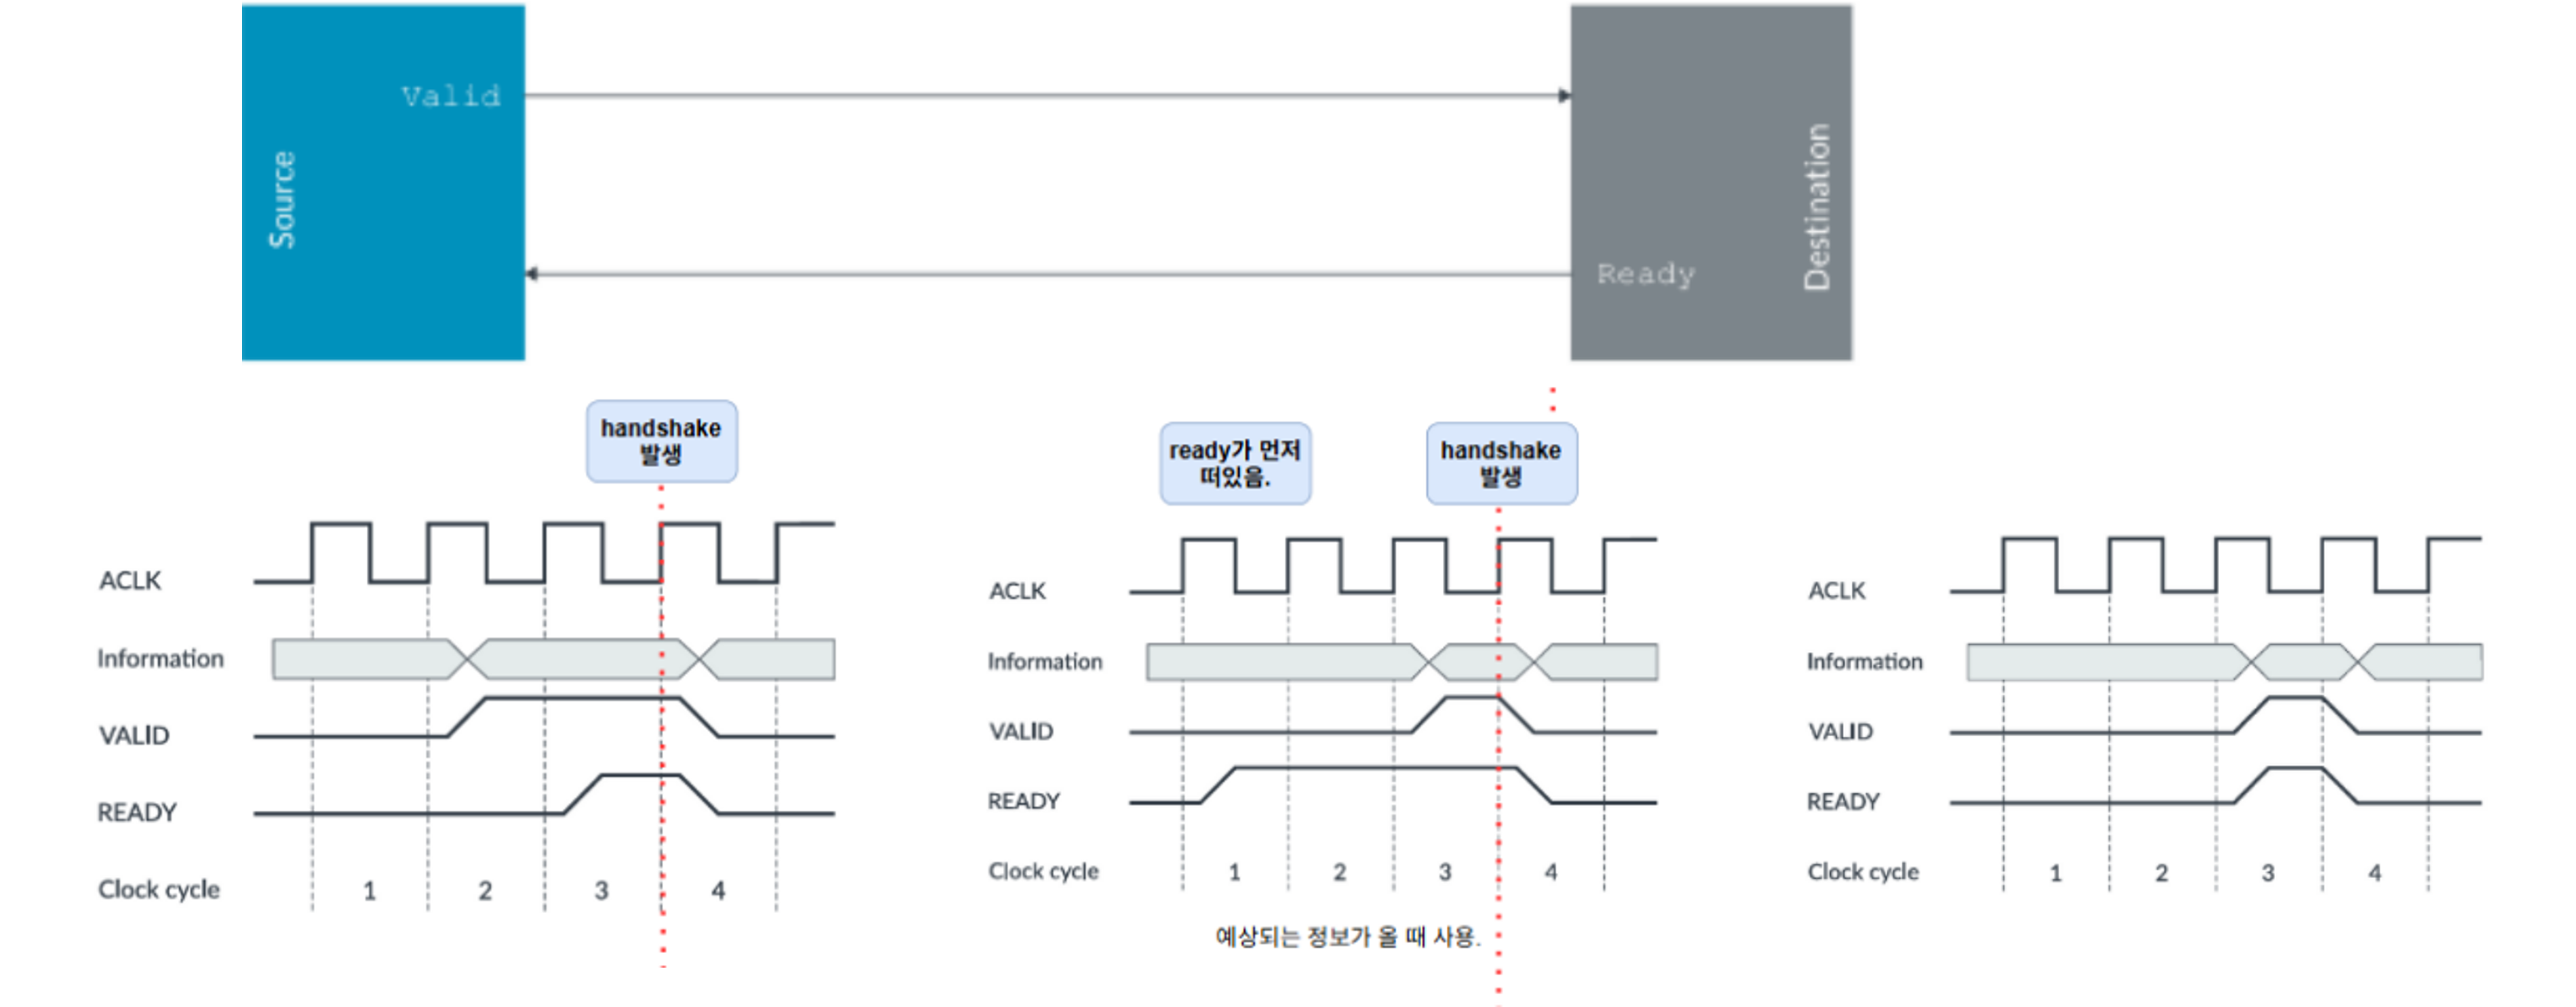 Valid
Source
Destination
Ready
handshake
발생
ACLK
Information
VALID
READY
Clock cycle 1 2 3 4
ready가 먼저
떠있음.
handshake
발생
ACLK
Information
VALID
READY
Clock cycle 1 2 3 4
예상되는 정보가 올 때 사용.
ACLK
Information
VALID
READY
Clock cycle 1 2 3 4